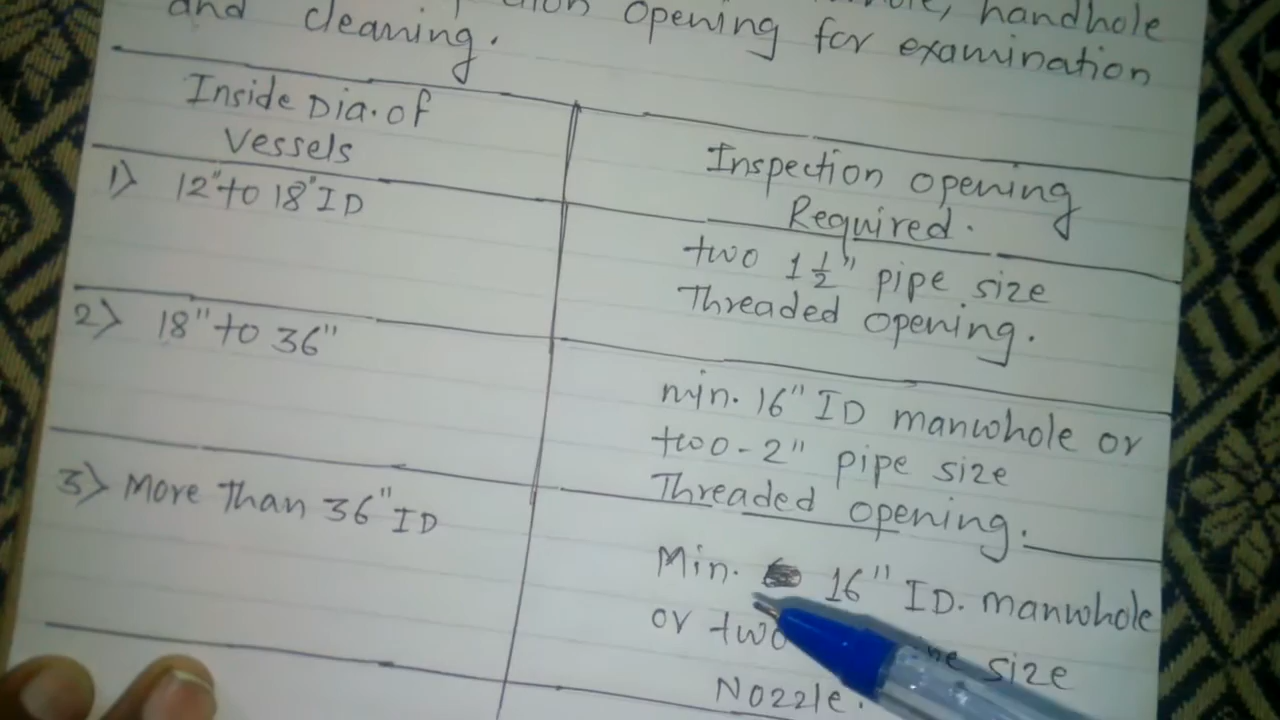 opening handhole
and cleaning. for examination
Inside Dia. of
Vessels
Inspection opening
Required.
1) 12" to 18" ID
two 1 1/2" pipe size
Threaded opening.
2) 18" to 36"
min. 16" ID manwhole or
two - 2" pipe size
Threaded opening.
3) More Than 36" ID
Min. 16" ID. manwhole
or two size
Nozzle.